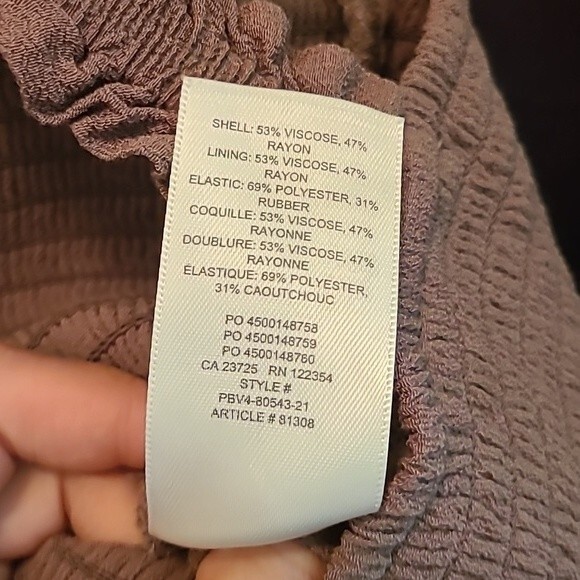 SHELL: 53% VISCOSE, 47%
RAYON
LINING: 53% VISCOSE, 47%
RAYON
ELASTIC: 69% POLYESTER, 31%
RUBBER
COQUILLE: 53% VISCOSE, 47%
RAYONNE
DOUBLURE: 53% VISCOSE, 47%
RAYONNE
ÉLASTIQUE: 69% POLYESTER,
31% CAOUTCHOUC
PO 4500148758
PO 4500148759
PO 4500148760
CA 23725 RN 122354
STYLE #
PBV4-80543-21
ARTICLE # 81308